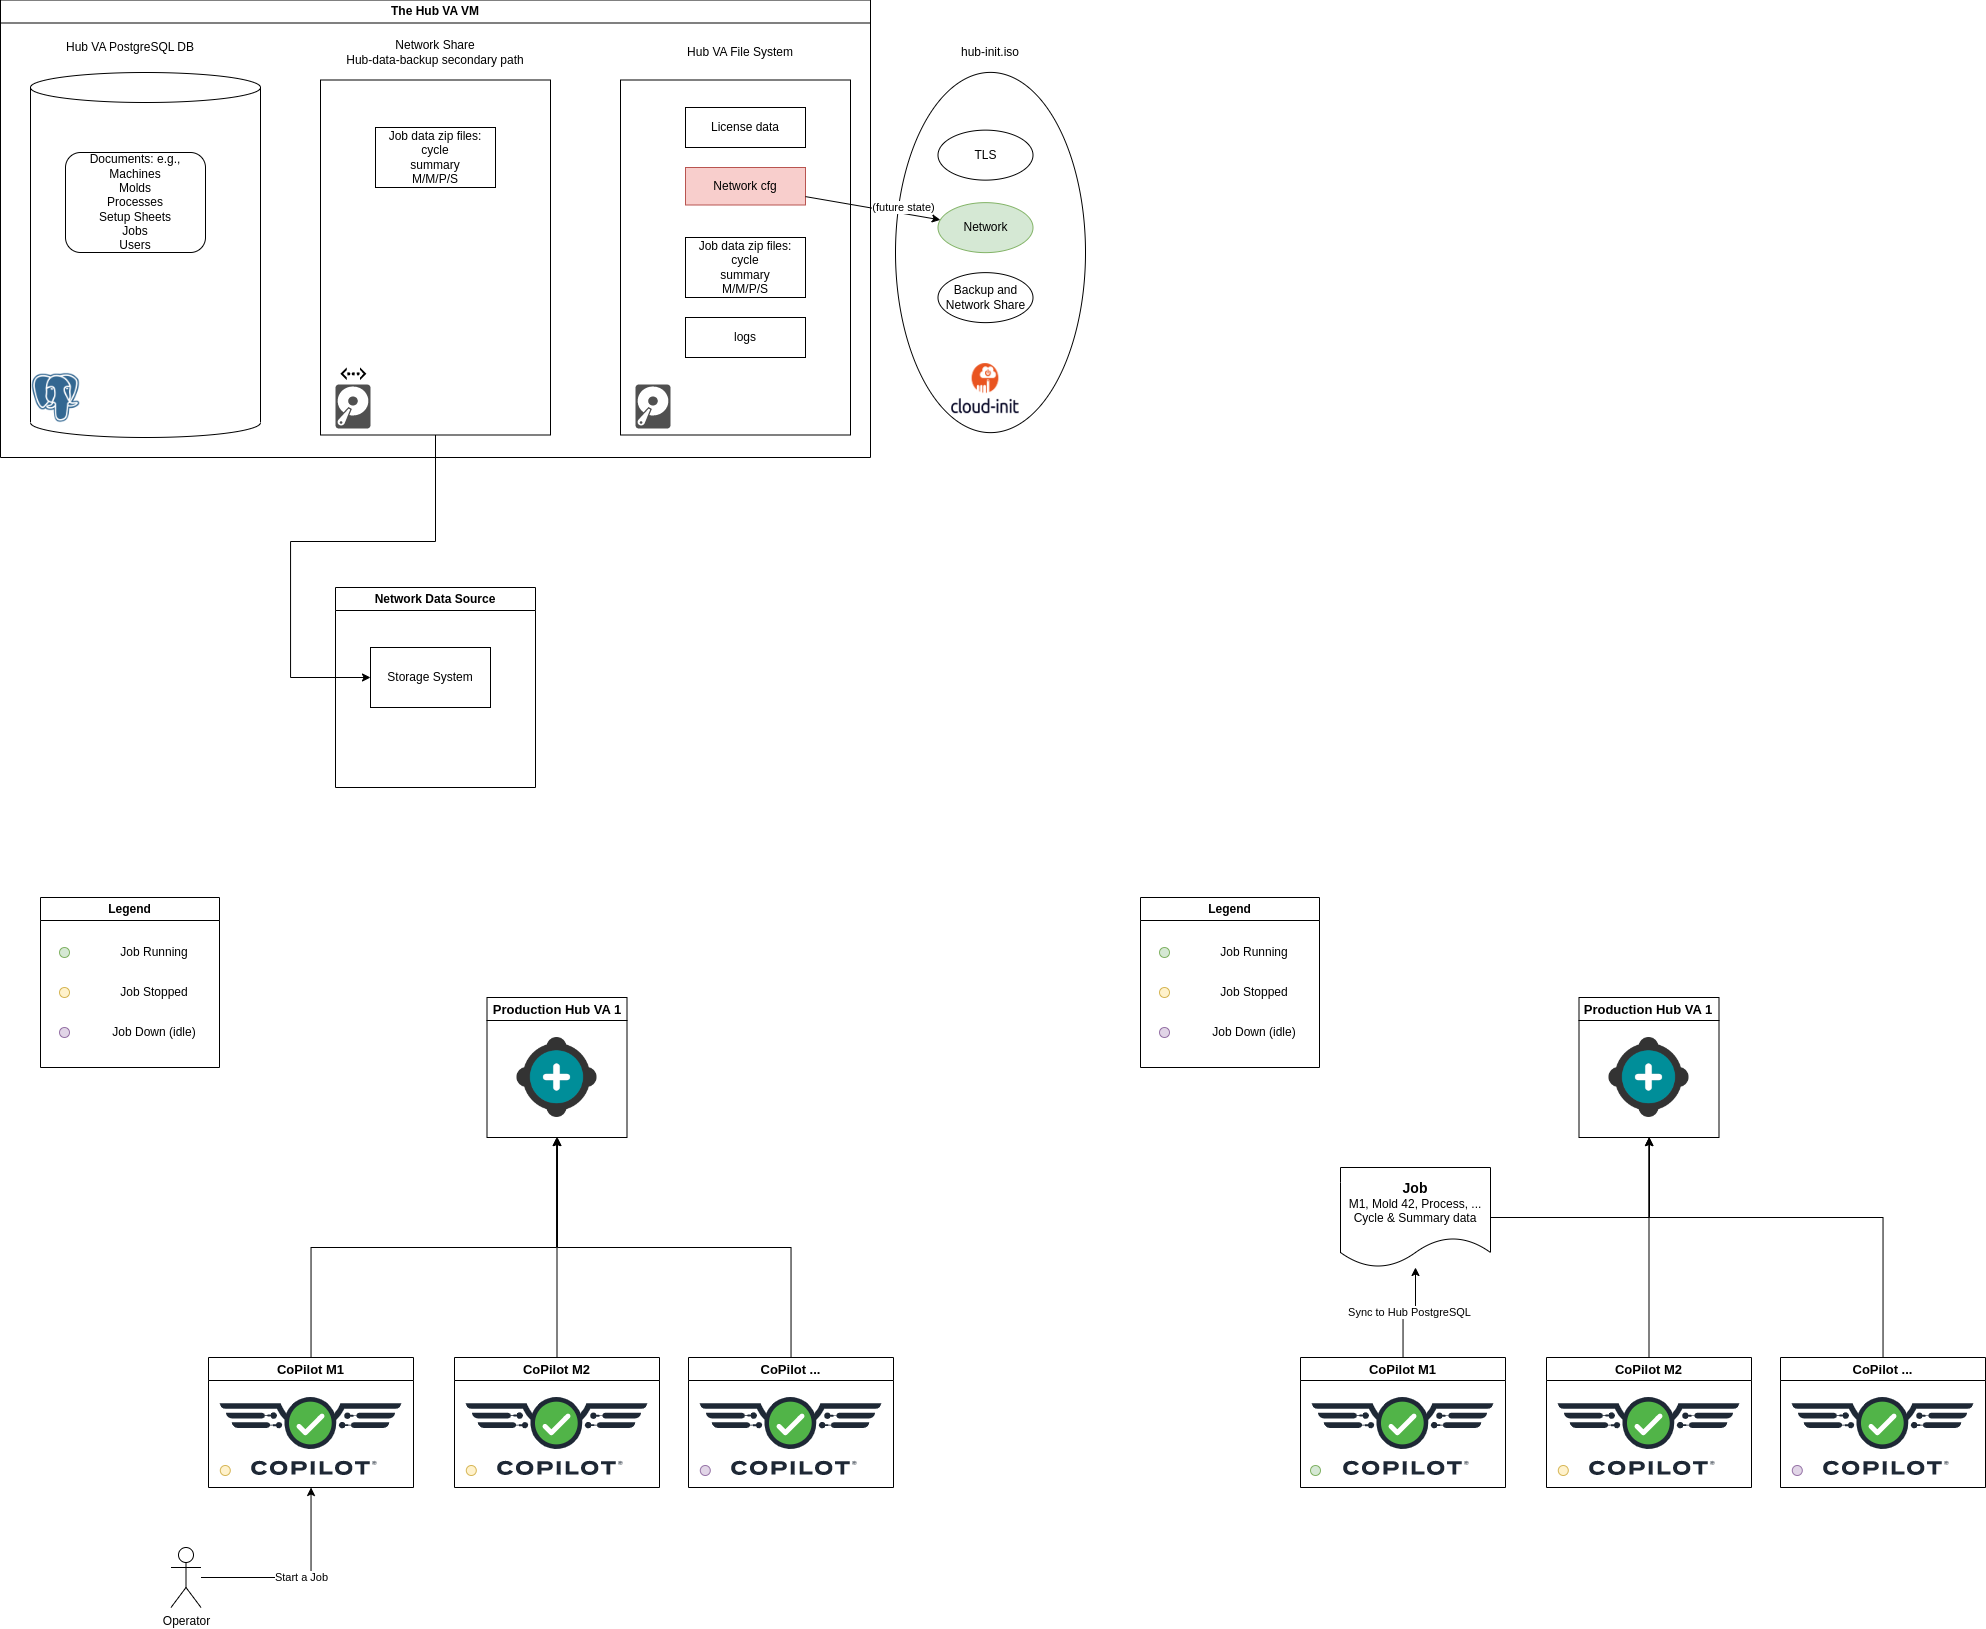 The Hub VA VM
Hub VA PostgreSQL DB
Documents: e.g.,
Machines
Molds
Processes
Setup Sheets
Jobs
Users
Network Share
Hub-data-backup secondary path
Job data zip files:
cycle
summary
M/M/P/S
Hub VA File System
License data
Network cfg
Job data zip files:
cycle
summary
M/M/P/S
logs
(future state)
hub-init.iso
TLS
Network
Backup and
Network Share
cloud-init
Network Data Source
Storage System
Legend
Job Running
Job Stopped
Job Down (idle)
Production Hub VA 1
CoPilot M1
COPILOT®
CoPilot M2
COPILOT®
CoPilot ...
COPILOT®
Start a Job
Operator
Legend
Job Running
Job Stopped
Job Down (idle)
Production Hub VA 1
Job
M1, Mold 42, Process, ...
Cycle & Summary data
Sync to Hub PostgreSQL
CoPilot M1
COPILOT®
CoPilot M2
COPILOT®
CoPilot ...
COPILOT®